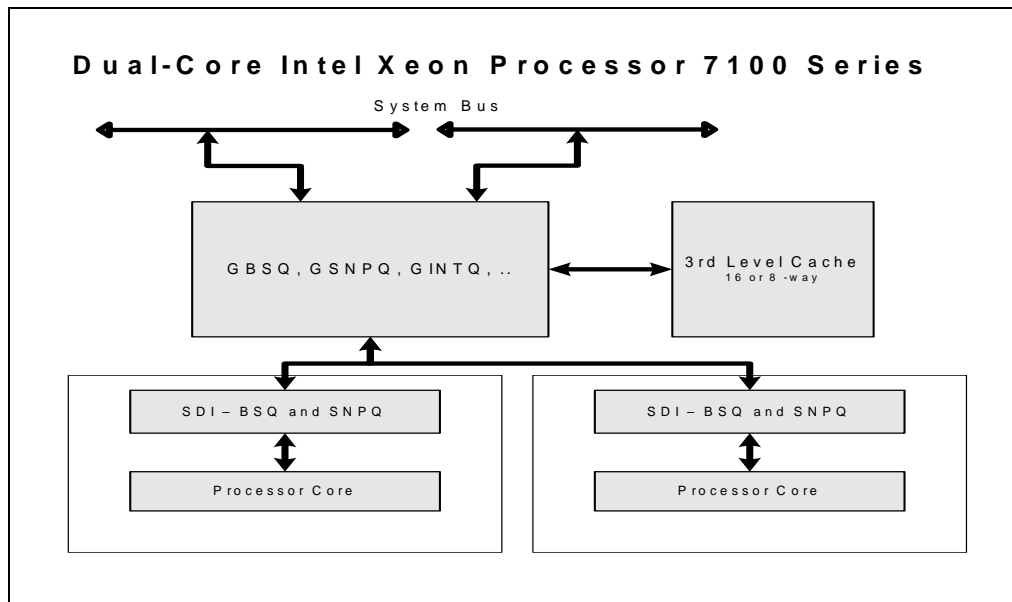 Dual-Core Intel Xeon Processor 7100 Series
System Bus
GBSQ, GSNPQ, GINTQ, ..
3rd Level Cache
16 or 8 -way
SDI – BSQ and SNPQ
SDI – BSQ and SNPQ
Processor Core
Processor Core